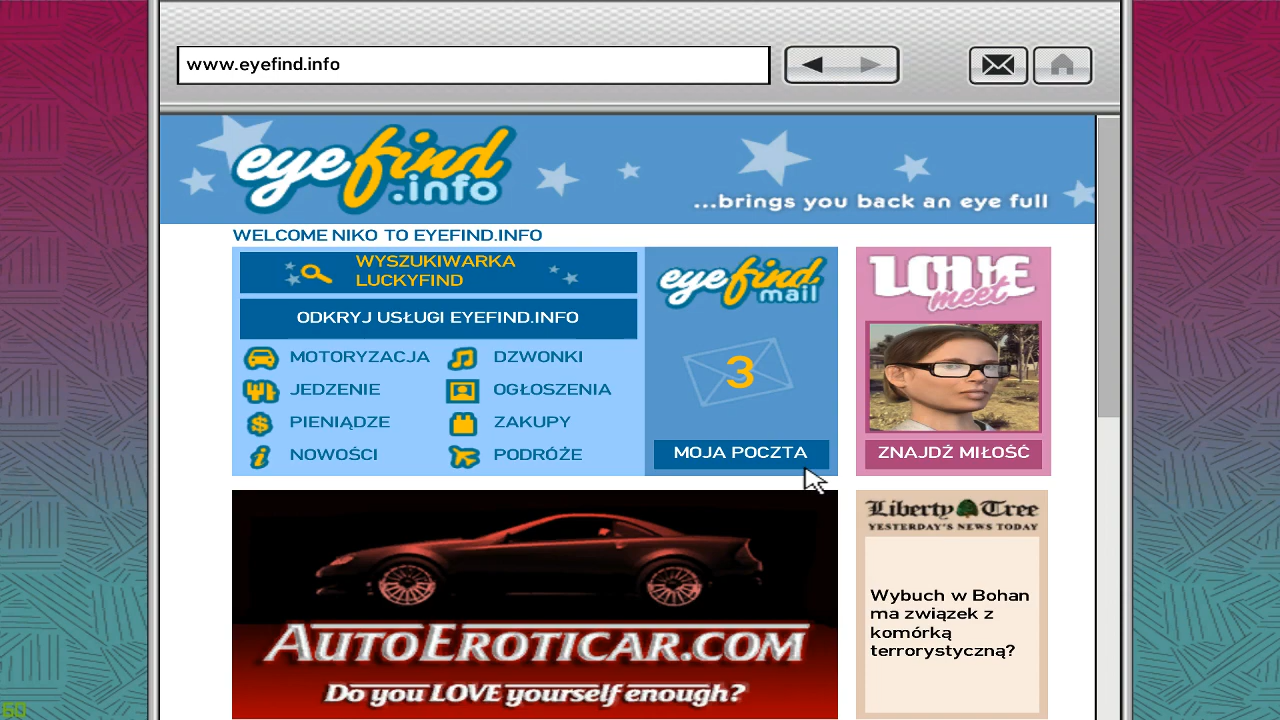 www.eyefind.info
eyefind
.info
...brings you back an eye full
WELCOME NIKO TO EYEFIND.INFO
WYSZUKIWARKA
LUCKYFIND
ODKRYJ USŁUGI EYEFIND.INFO
MOTORYZACJA
DZWONKI
JEDZENIE
OGŁOSZENIA
PIENIĄDZE
ZAKUPY
NOWOŚCI
PODRÓŻE
eyefind
mail
3
MOJA POCZTA
LOVE
meet
ZNAJDŹ MIŁOŚĆ
AUTOEROTICAR.COM
Do you LOVE yourself enough?
Liberty Tree
YESTERDAY'S NEWS TODAY
Wybuch w Bohan
ma związek z
komórką
terrorystyczną?
60